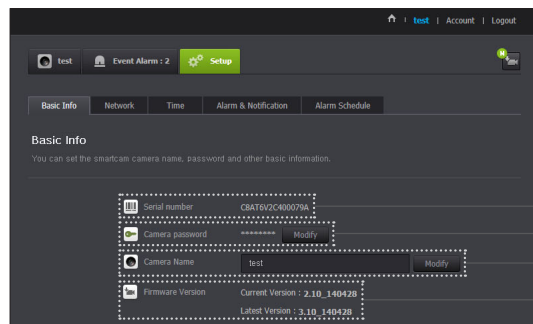 test | Account | Logout
test Event Alarm : 2 Setup N
Basic Info Network Time Alarm & Notification Alarm Schedule
Basic Info
You can set the smartcam camera name, password and other basic information.
Serial number C8AT6V2C400079A
Camera password ******** Modify
Camera Name test Modify
Firmware Version Current Version : 2.10_140428
Latest Version : 3.10_140428